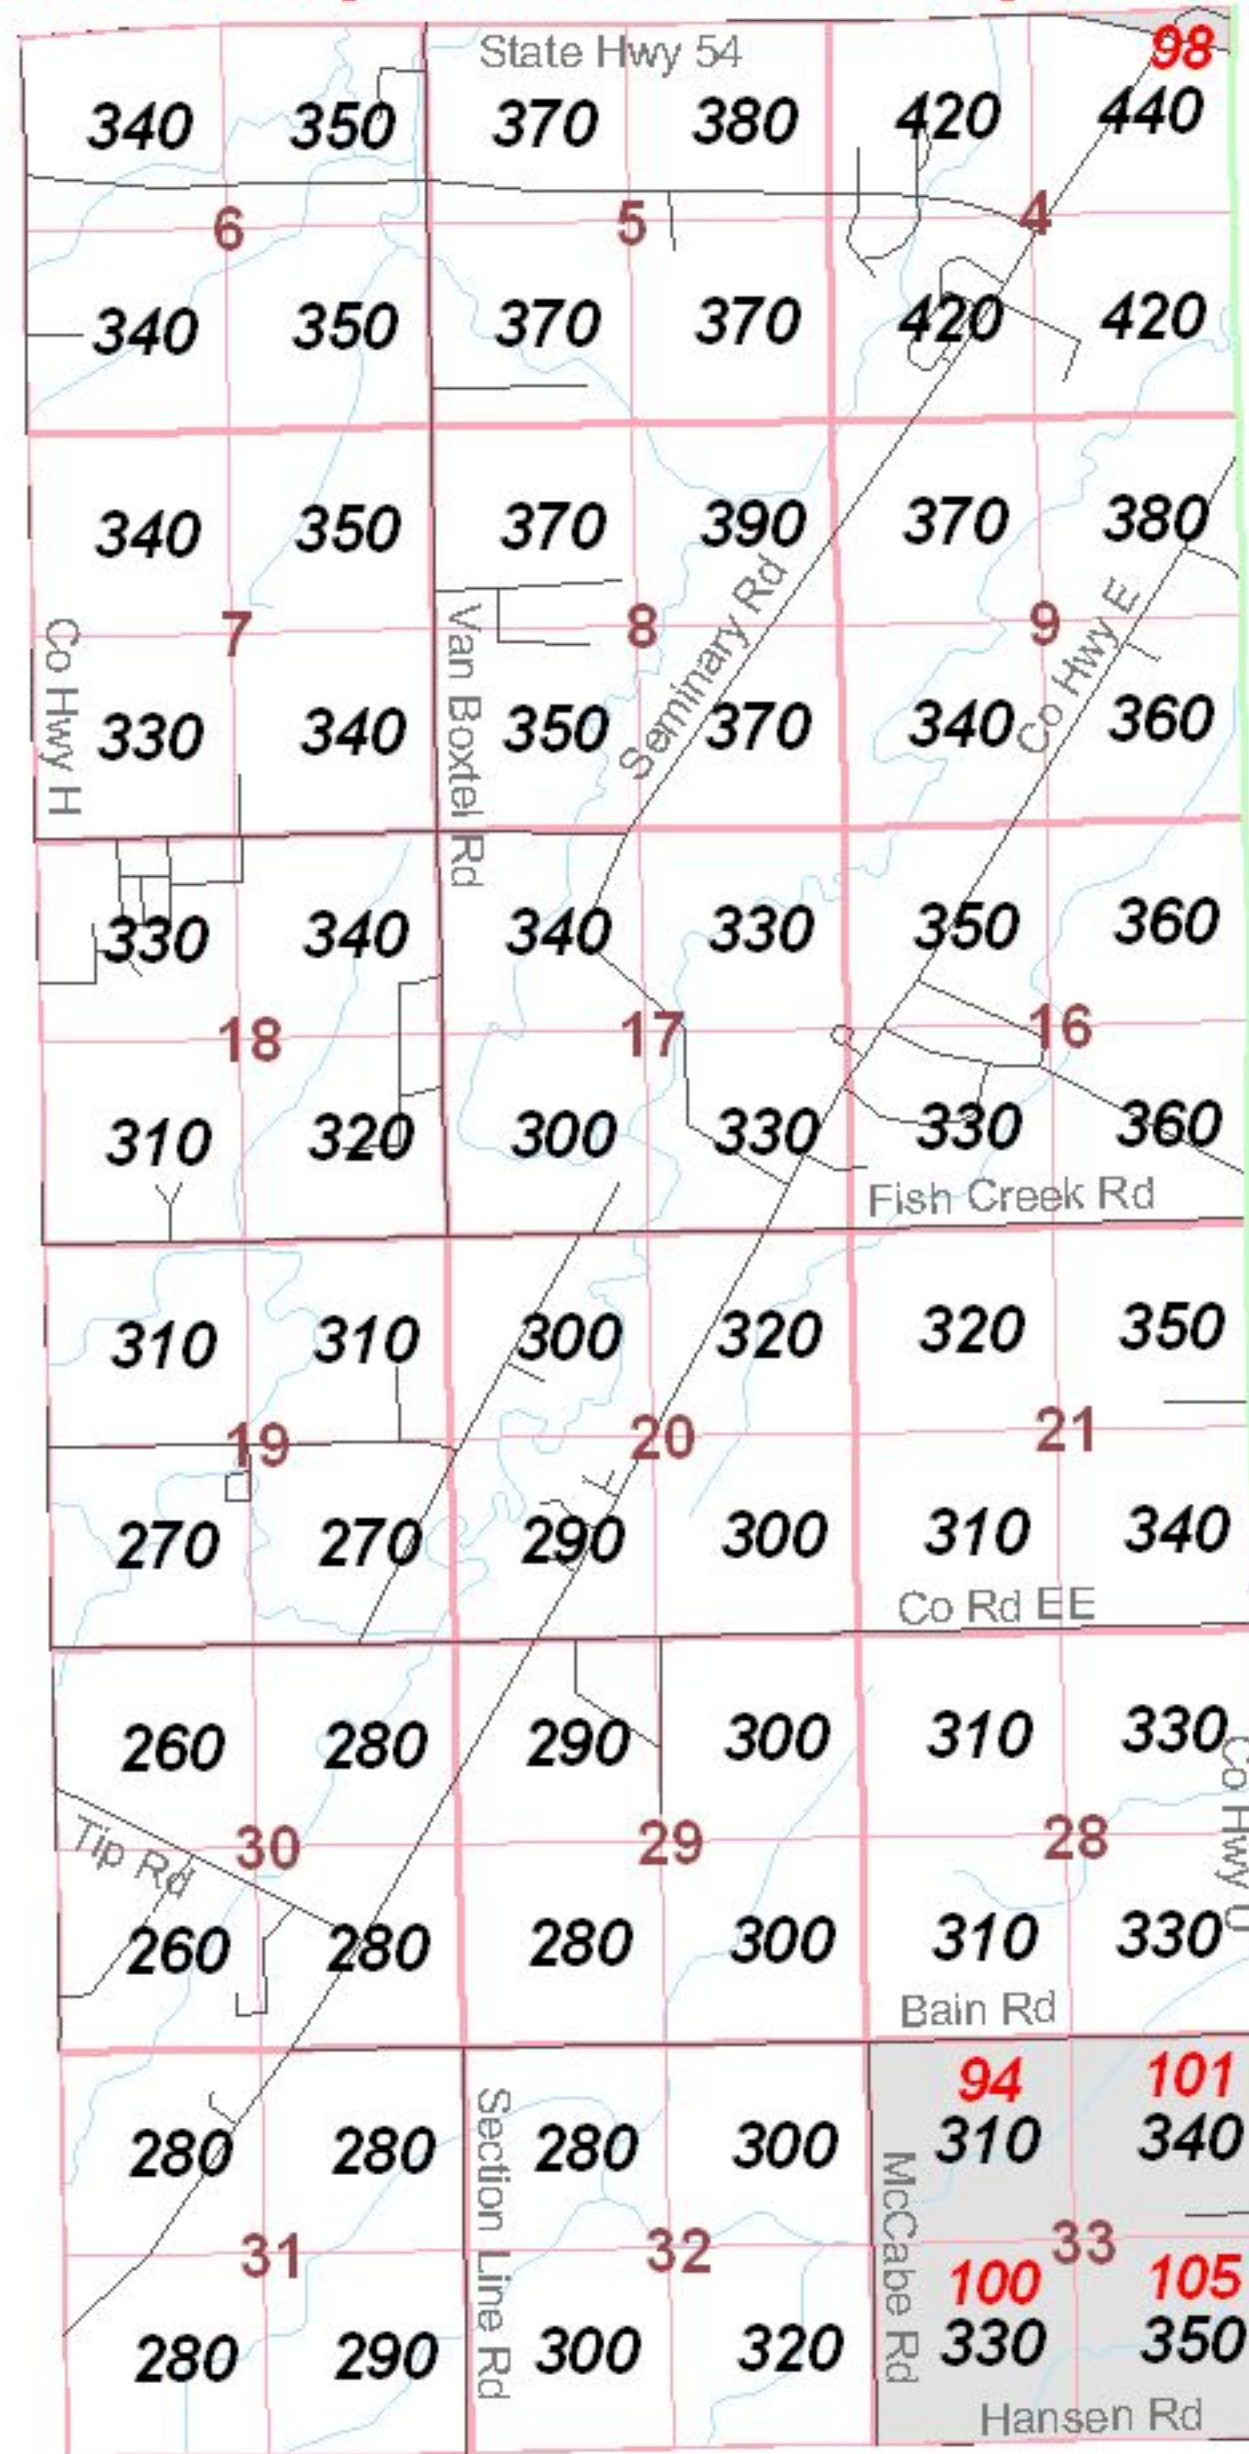 State Hwy 54
98
340 350 370 380 420 440
6 5 4
340 350 370 370 420 420
340 350 370 390 370 380
Co Hwy H
7
Van Boxtel Rd
8
Seminary Rd
9
Co Hwy E
330 340 350 370 340 360
330 340 340 330 350 360
18 17 16
310 320 300 330 330 360
Fish Creek Rd
310 310 300 320 320 350
19 20 21
270 270 290 300 310 340
Co Rd EE
260 280 290 300 310 330
Co Hwy U
Tip Rd
30 29 28
260 280 280 300 310 330
Bain Rd
94 101
280 280 280 300 310 340
Section Line Rd
McCabe Rd
31 32 33
100 105
280 290 300 320 330 350
Hansen Rd